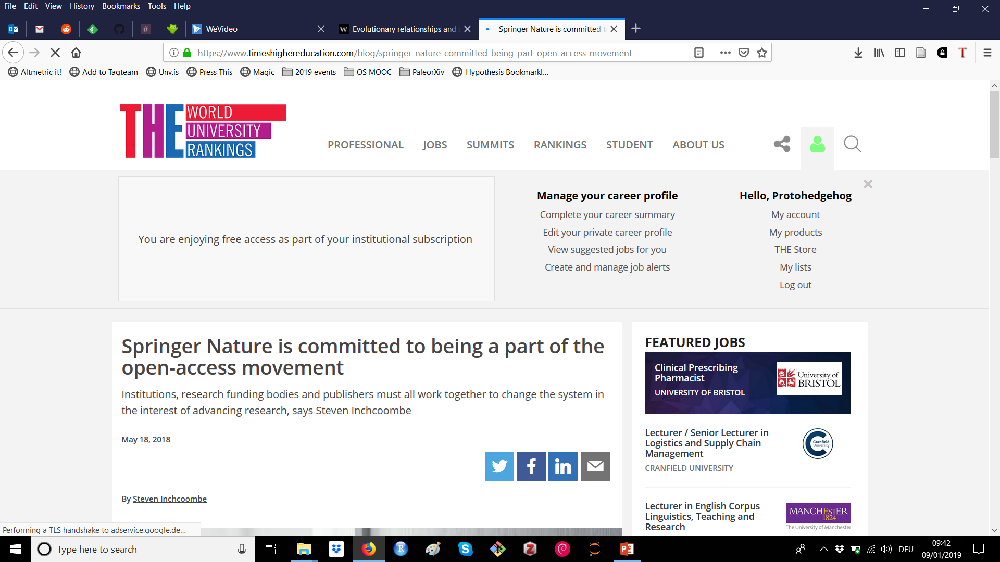 File Edit View History Bookmarks Tools Help
WeVideo
Evolutionary relationships and
Springer Nature is committed t
https://www.timeshighereducation.com/blog/springer-nature-committed-being-part-open-access-movement
Altmetric it! Add to Tagteam Unv.is Press This Magic 2019 events OS MOOC PaleorXiv Hypothesis Bookmarkl...
THE WORLD
UNIVERSITY
RANKINGS
PROFESSIONAL JOBS SUMMITS RANKINGS STUDENT ABOUT US
You are enjoying free access as part of your institutional subscription
Manage your career profile
Complete your career summary
Edit your private career profile
View suggested jobs for you
Create and manage job alerts
Hello, Protohedgehog
My account
My products
THE Store
My lists
Log out
Springer Nature is committed to being a part of the
open-access movement
Institutions, research funding bodies and publishers must all work together to change the system in
the interest of advancing research, says Steven Inchcoombe
May 18, 2018
By Steven Inchcoombe
FEATURED JOBS
Clinical Prescribing
Pharmacist
UNIVERSITY OF BRISTOL
University of
BRISTOL
Lecturer / Senior Lecturer in
Logistics and Supply Chain
Management
CRANFIELD UNIVERSITY
Cranfield
University
Lecturer in English Corpus
Linguistics, Teaching and
Research
MANCHESTER
1824
The University of Manchester
Performing a TLS handshake to adservice.google.de...
Type here to search
DEU
09:42
09/01/2019